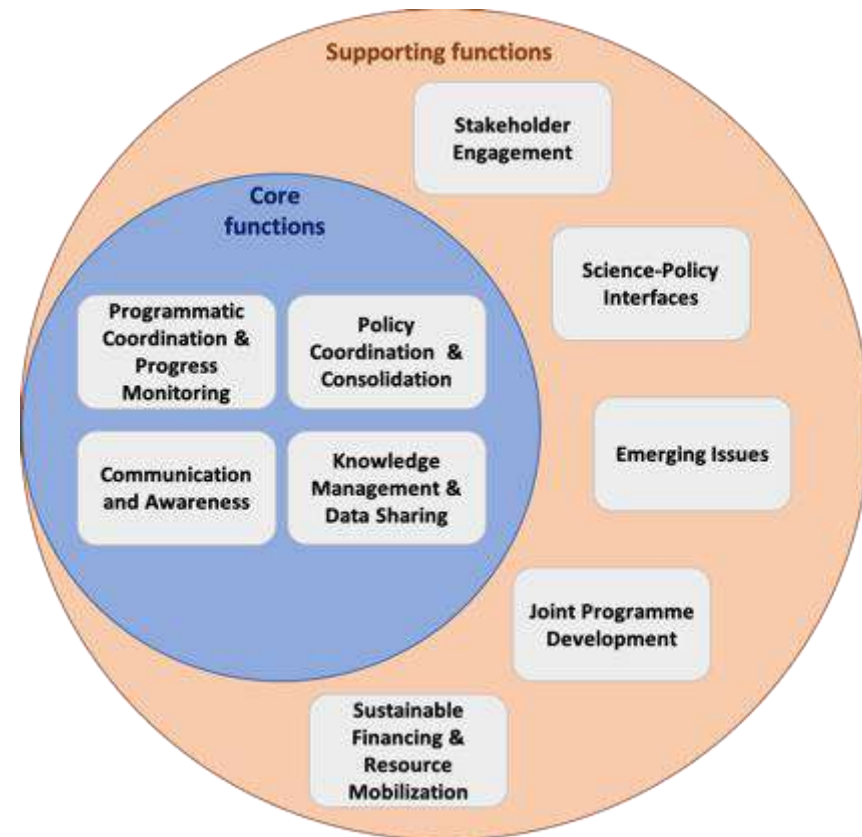 Supporting functions
Stakeholder
Engagement
Core
functions
Science-Policy
Interfaces
Programmatic
Coordination &
Progress
Monitoring
Policy
Coordination &
Consolidation
Emerging Issues
Communication
and Awareness
Knowledge
Management &
Data Sharing
Joint Programme
Development
Sustainable
Financing &
Resource
Mobilization